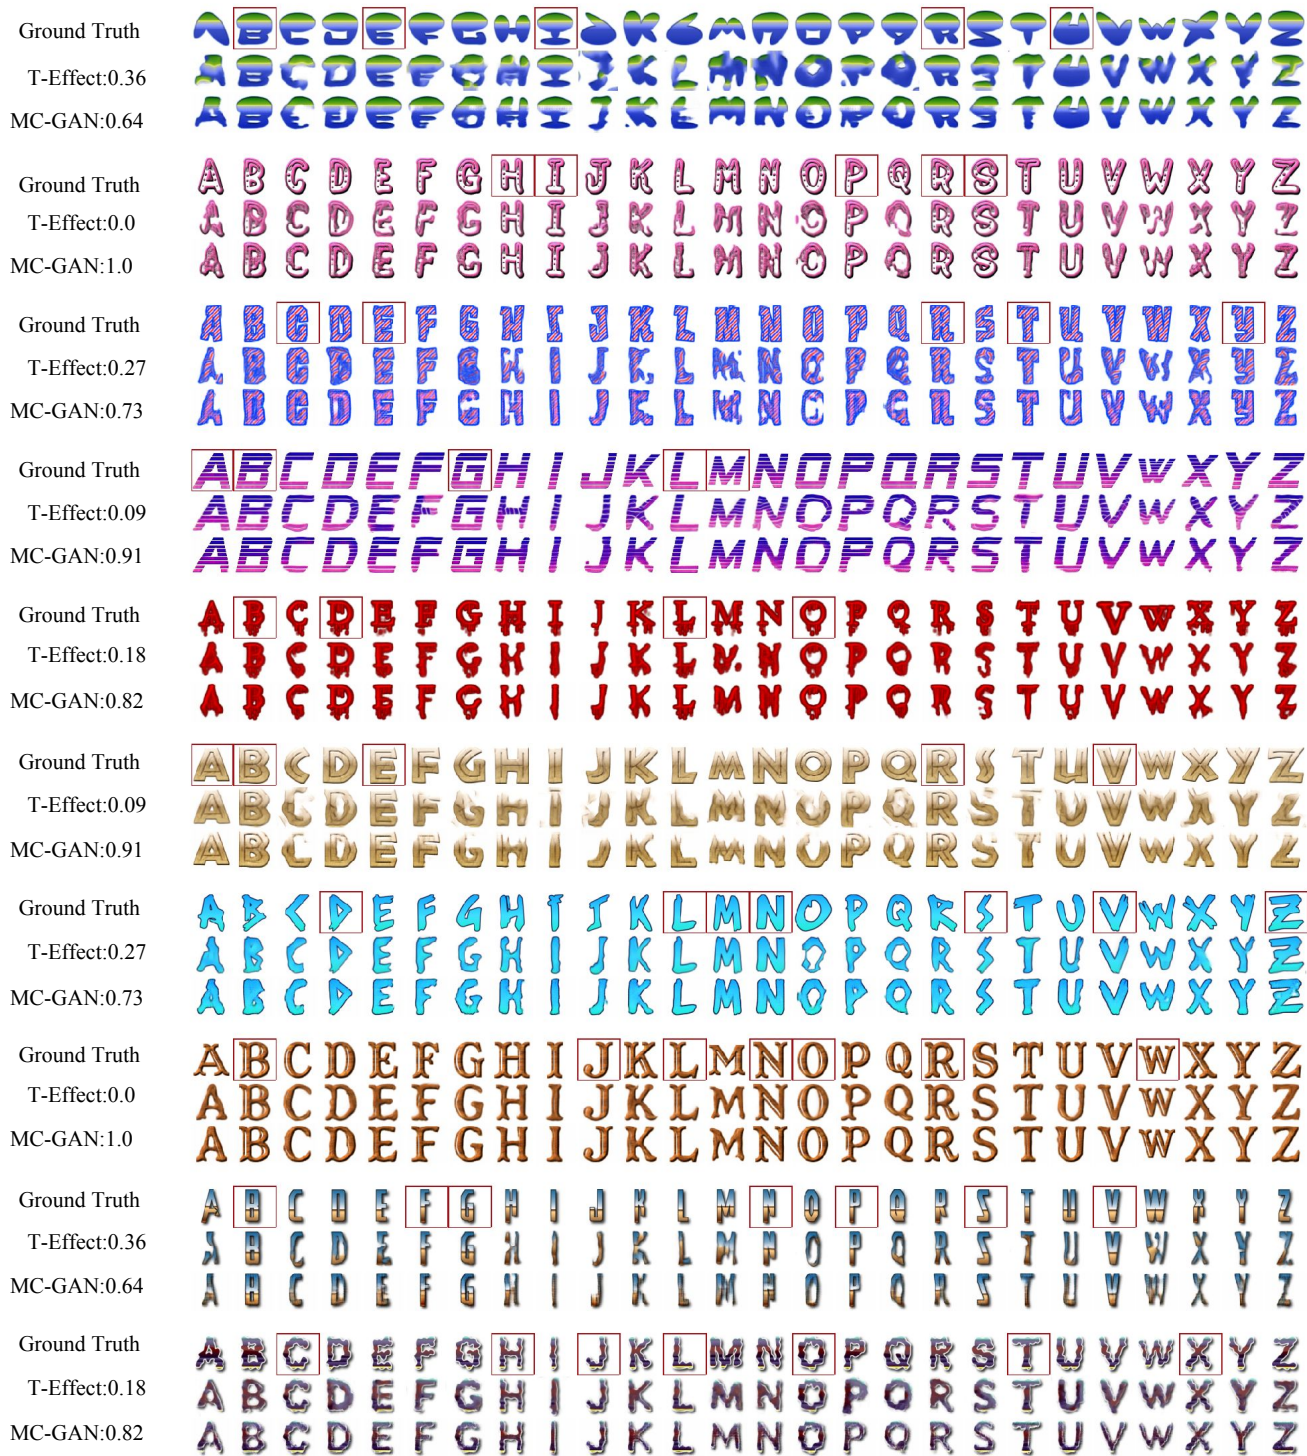 Ground Truth A B C D E F G H I J K L M N O P Q R S T U V W X Y Z
T-Effect:0.36 A B C D E F G H I J K L M N O P Q R S T U V W X Y Z
MC-GAN:0.64 A B C D E F G H I J K L M N O P Q R S T U V W X Y Z
Ground Truth A B C D E F G H I J K L M N O P Q R S T U V W X Y Z
T-Effect:0.0 A B C D E F G H I J K L M N O P Q R S T U V W X Y Z
MC-GAN:1.0 A B C D E F G H I J K L M N O P Q R S T U V W X Y Z
Ground Truth A B C D E F G H I J K L M N O P Q R S T U V W X Y Z
T-Effect:0.27 A B C D E F G H I J K L M N O P Q R S T U V W X Y Z
MC-GAN:0.73 A B C D E F G H I J K L M N O P Q R S T U V W X Y Z
Ground Truth A B C D E F G H I J K L M N O P Q R S T U V W X Y Z
T-Effect:0.09 A B C D E F G H I J K L M N O P Q R S T U V W X Y Z
MC-GAN:0.91 A B C D E F G H I J K L M N O P Q R S T U V W X Y Z
Ground Truth A B C D E F G H I J K L M N O P Q R S T U V W X Y Z
T-Effect:0.18 A B C D E F G H I J K L M N O P Q R S T U V W X Y Z
MC-GAN:0.82 A B C D E F G H I J K L M N O P Q R S T U V W X Y Z
Ground Truth A B C D E F G H I J K L M N O P Q R S T U V W X Y Z
T-Effect:0.09 A B C D E F G H I J K L M N O P Q R S T U V W X Y Z
MC-GAN:0.91 A B C D E F G H I J K L M N O P Q R S T U V W X Y Z
Ground Truth A B C D E F G H I J K L M N O P Q R S T U V W X Y Z
T-Effect:0.27 A B C D E F G H I J K L M N O P Q R S T U V W X Y Z
MC-GAN:0.73 A B C D E F G H I J K L M N O P Q R S T U V W X Y Z
Ground Truth A B C D E F G H I J K L M N O P Q R S T U V W X Y Z
T-Effect:0.0 A B C D E F G H I J K L M N O P Q R S T U V W X Y Z
MC-GAN:1.0 A B C D E F G H I J K L M N O P Q R S T U V W X Y Z
Ground Truth A B C D E F G H I J K L M N O P Q R S T U V W X Y Z
T-Effect:0.36 A B C D E F G H I J K L M N O P Q R S T U V W X Y Z
MC-GAN:0.64 A B C D E F G H I J K L M N O P Q R S T U V W X Y Z
Ground Truth A B C D E F G H I J K L M N O P Q R S T U V W X Y Z
T-Effect:0.18 A B C D E F G H I J K L M N O P Q R S T U V W X Y Z
MC-GAN:0.82 A B C D E F G H I J K L M N O P Q R S T U V W X Y Z